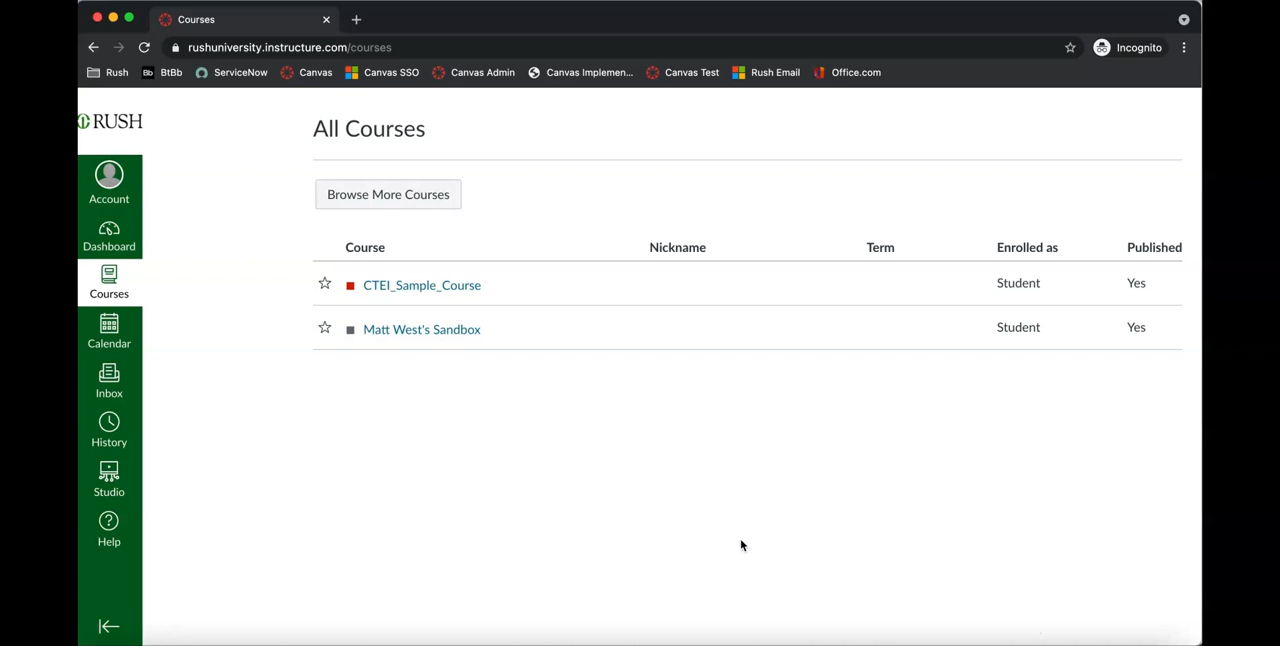 Courses
rushuniversity.instructure.com/courses
Incognito
Rush
Bb BtBb
ServiceNow
Canvas
Canvas SSO
Canvas Admin
Canvas Implemen...
Canvas Test
Rush Email
Office.com
RUSH
Account
Dashboard
Courses
Calendar
Inbox
History
Studio
Help
All Courses
Browse More Courses
Course Nickname Term Enrolled as Published
CTEI_Sample_Course Student Yes
Matt West's Sandbox Student Yes